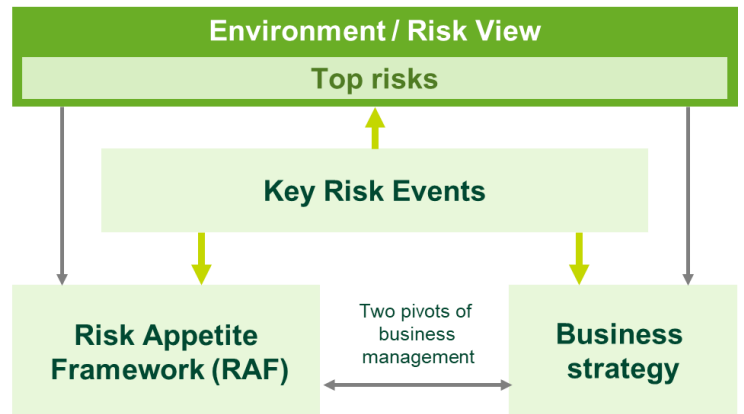 Environment / Risk View
Top risks
Key Risk Events
Risk Appetite
Framework (RAF)
Two pivots of
business
management
Business
strategy